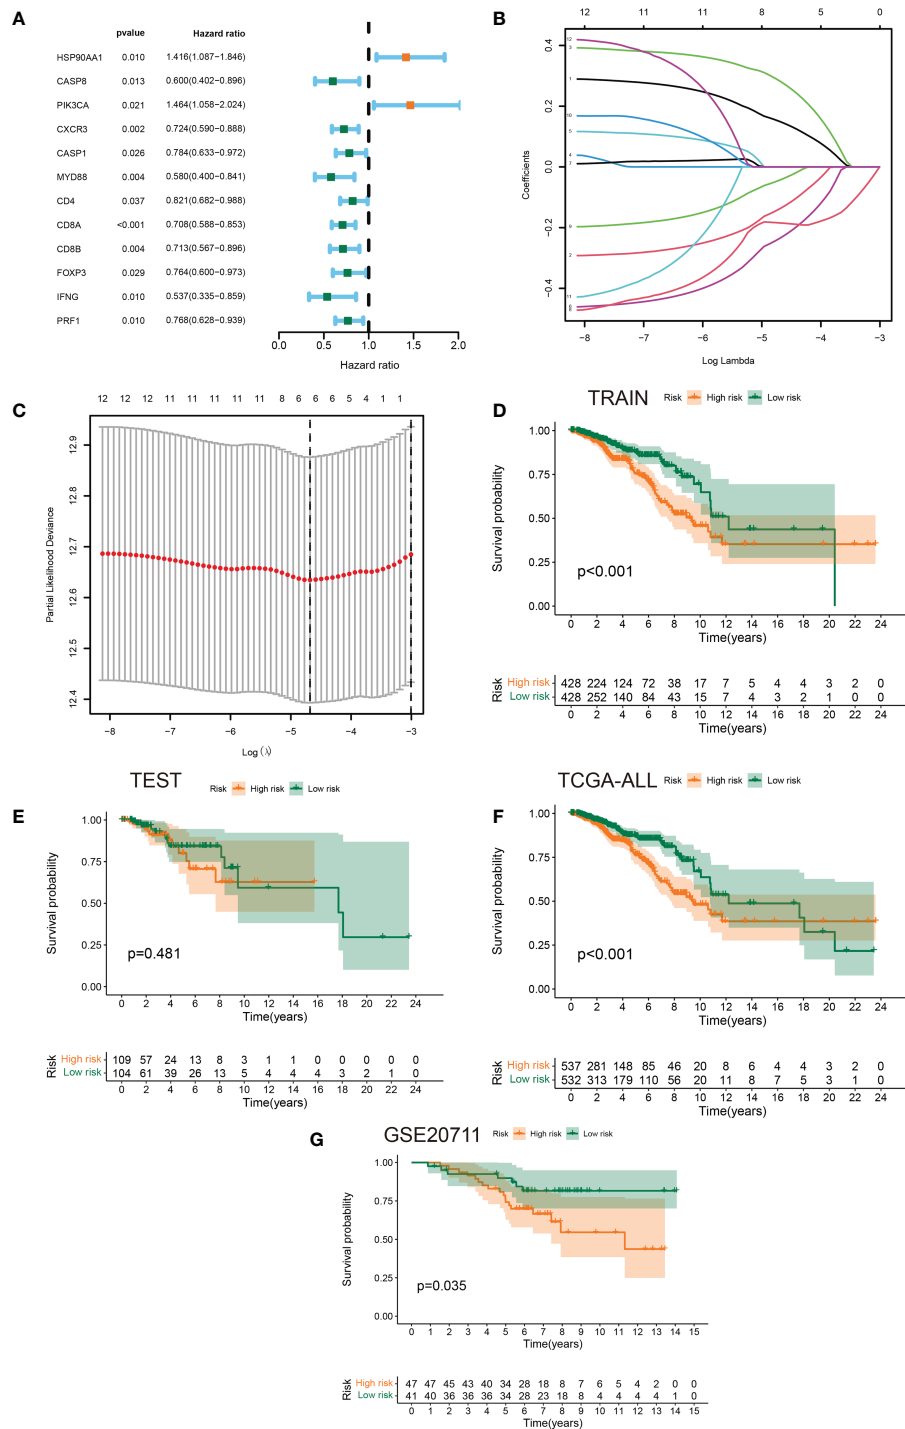 A
pvalue Hazard ratio
HSP90AA1 0.010 1.416(1.087−1.846)
CASP8 0.013 0.600(0.402−0.896)
PIK3CA 0.021 1.464(1.058−2.024)
CXCR3 0.002 0.724(0.590−0.888)
CASP1 0.026 0.784(0.633−0.972)
MYD88 0.004 0.580(0.400−0.841)
CD4 0.037 0.821(0.682−0.988)
CD8A <0.001 0.708(0.588−0.853)
CD8B 0.004 0.713(0.567−0.896)
FOXP3 0.029 0.764(0.600−0.973)
IFNG 0.010 0.537(0.335−0.859)
PRF1 0.010 0.768(0.628−0.939)
0.0 0.5 1.0 1.5 2.0
Hazard ratio
B
12 11 11 8 5 0
Coefficients
0.4
0.2
0.0
−0.2
−0.4
12
3
1
10
5
4
7
9
2
11
−8 −7 −6 −5 −4 −3
Log Lambda
C
12 12 12 11 11 11 11 11 8 6 6 6 5 4 1 1
Partial Likelihood Deviance
12.9
12.8
12.7
12.6
12.5
12.4
−8 −7 −6 −5 −4 −3
Log (λ)
D
TRAIN
Risk High risk Low risk
Survival probability
1.00
0.75
0.50
0.25
0.00
p<0.001
0 2 4 6 8 10 12 14 16 18 20 22 24
Time(years)
Risk
High risk 428 224 124 72 38 17 7 5 4 4 3 2 0
Low risk 428 252 140 84 43 15 7 4 3 2 1 0 0
0 2 4 6 8 10 12 14 16 18 20 22 24
Time(years)
E
TEST
Risk High risk Low risk
Survival probability
1.00
0.75
0.50
0.25
0.00
p=0.481
0 2 4 6 8 10 12 14 16 18 20 22 24
Time(years)
Risk
High risk 109 57 24 13 8 3 1 1 0 0 0 0 0
Low risk 104 61 39 26 13 5 4 4 4 3 2 1 0
0 2 4 6 8 10 12 14 16 18 20 22 24
Time(years)
F
TCGA-ALL
Risk High risk Low risk
Survival probability
1.00
0.75
0.50
0.25
0.00
p<0.001
0 2 4 6 8 10 12 14 16 18 20 22 24
Time(years)
Risk
High risk 537 281 148 85 46 20 8 6 4 4 3 2 0
Low risk 532 313 179 110 56 20 11 8 7 5 3 1 0
0 2 4 6 8 10 12 14 16 18 20 22 24
Time(years)
G
GSE20711
Risk High risk Low risk
Survival probability
1.00
0.75
0.50
0.25
0.00
p=0.035
0 1 2 3 4 5 6 7 8 9 10 11 12 13 14 15
Time(years)
Risk
High risk 47 47 45 43 40 34 28 18 8 7 6 5 4 2 0 0
Low risk 41 40 36 36 36 34 28 23 18 8 4 4 4 4 1 0
0 1 2 3 4 5 6 7 8 9 10 11 12 13 14 15
Time(years)